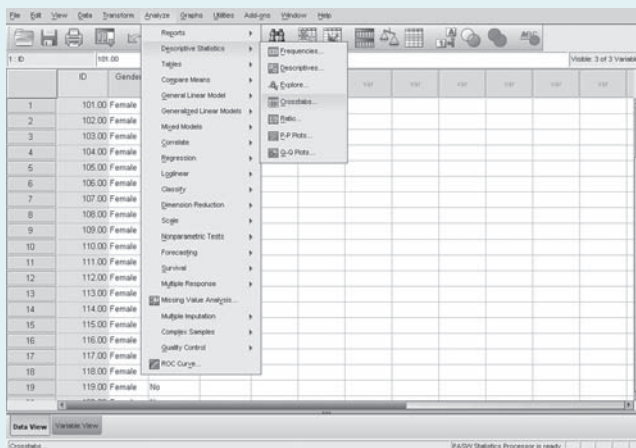 File Edit View Data Transform Analyze Graphs Utilities Add-ons Window Help
1 : ID 101.00 Visible: 3 of 3 Variabl
Reports
Descriptive Statistics
Tables
Compare Means
General Linear Model
Generalized Linear Models
Mixed Models
Correlate
Regression
Loglinear
Classify
Dimension Reduction
Scale
Nonparametric Tests
Forecasting
Survival
Multiple Response
Missing Value Analysis...
Multiple Imputation
Complex Samples
Quality Control
ROC Curve...
Frequencies...
Descriptives...
Explore...
Crosstabs...
Ratio...
P-P Plots...
Q-Q Plots...
ID Gende var var var var var
1 101.00 Female
2 102.00 Female
3 103.00 Female
4 104.00 Female
5 105.00 Female
6 106.00 Female
7 107.00 Female
8 108.00 Female
9 109.00 Female
10 110.00 Female
11 111.00 Female
12 112.00 Female
13 113.00 Female
14 114.00 Female
15 115.00 Female
16 116.00 Female
17 117.00 Female
18 118.00 Female
19 119.00 Female No
Data View Variable View
Crosstabs... PASW Statistics Processor is ready